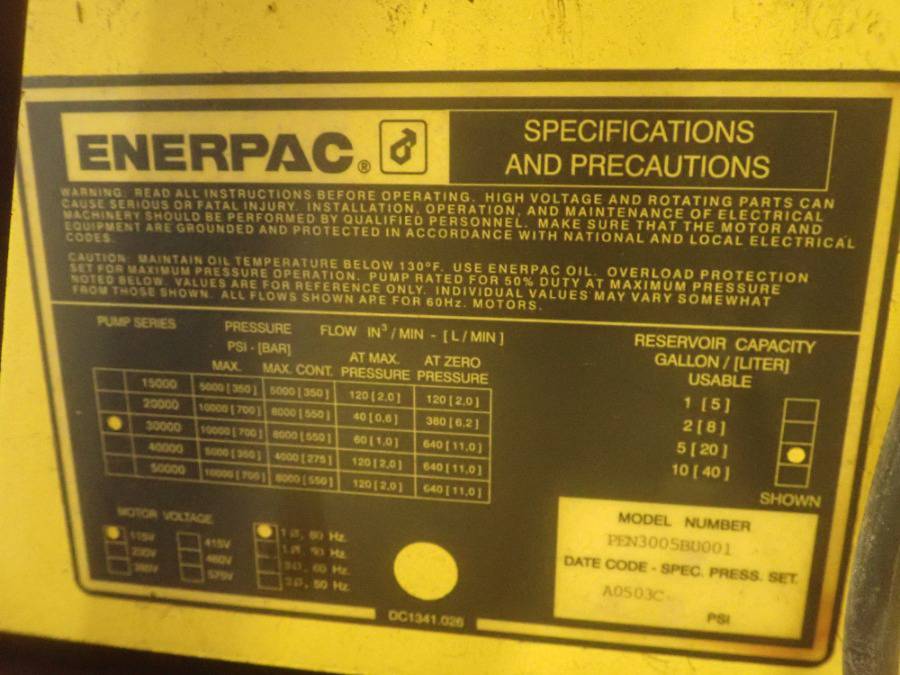 ENERPAC®
SPECIFICATIONS
AND PRECAUTIONS
WARNING: READ ALL INSTRUCTIONS BEFORE OPERATING. HIGH VOLTAGE AND ROTATING PARTS CAN
CAUSE SERIOUS OR FATAL INJURY. INSTALLATION, OPERATION, AND MAINTENANCE OF ELECTRICAL
MACHINERY SHOULD BE PERFORMED BY QUALIFIED PERSONNEL. MAKE SURE THAT THE MOTOR AND
EQUIPMENT ARE GROUNDED AND PROTECTED IN ACCORDANCE WITH NATIONAL AND LOCAL ELECTRICAL
CODES.
CAUTION: MAINTAIN OIL TEMPERATURE BELOW 130°F. USE ENERPAC OIL. OVERLOAD PROTECTION
SET FOR MAXIMUM PRESSURE OPERATION. PUMP RATED FOR 50% DUTY AT MAXIMUM PRESSURE
NOTED BELOW. VALUES ARE FOR REFERENCE ONLY. INDIVIDUAL VALUES MAY VARY SOMEWHAT
FROM THOSE SHOWN. ALL FLOWS SHOWN ARE FOR 60Hz. MOTORS.
PUMP SERIES PRESSURE FLOW IN³/MIN - [L/MIN]
PSI - [BAR]
MAX. MAX. CONT. AT MAX. PRESSURE AT ZERO PRESSURE
15000 5000 [350] 5000 [350] 120 [2,0] 120 [2,0]
20000 10000 [700] 8000 [550] 40 [0,6] 380 [6,2]
30000 10000 [700] 8000 [550] 60 [1,0] 640 [11,0]
40000 5000 [350] 4000 [275] 120 [2,0] 640 [11,0]
50000 10000 [700] 8000 [550] 120 [2,0] 640 [11,0]
RESERVOIR CAPACITY
GALLON / [LITER]
USABLE
1 [5]
2 [8]
5 [20]
10 [40]
SHOWN
MOTOR VOLTAGE
115V 415V 1Ø, 60 Hz.
200V 460V Hz.
575V 3Ø, 60 Hz.
3Ø, 50 Hz.
MODEL NUMBER
PEN3005BU001
DATE CODE - SPEC. PRESS. SET.
A0503C
PSI
DC1341.026